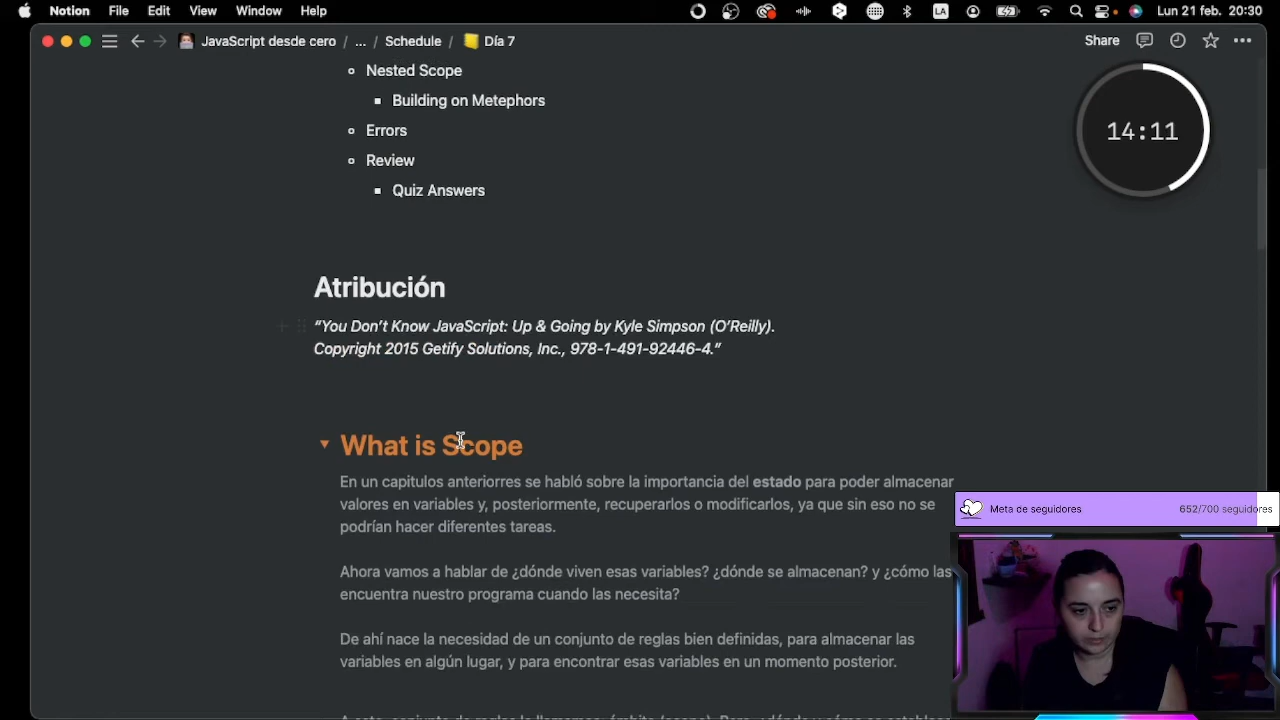 Notion File Edit View Window Help
LA
Lun 21 feb. 20:30
JavaScript desde cero / ... / Schedule / Día 7
Share
Nested Scope
14:11
Building on Metephors
Errors
Review
Quiz Answers
Atribución
“You Don’t Know JavaScript: Up & Going by Kyle Simpson (O’Reilly).
Copyright 2015 Getify Solutions, Inc., 978-1-491-92446-4.”
What is Scope
En un capitulos anteriorres se habló sobre la importancia del estado para poder almacenar
valores en variables y, posteriormente, recuperarlos o modificarlos, ya que sin eso no se
podrían hacer diferentes tareas.
Meta de seguidores 652/700 seguidores
Ahora vamos a hablar de ¿dónde viven esas variables? ¿dónde se almacenan? y ¿cómo las
encuentra nuestro programa cuando las necesita?
De ahí nace la necesidad de un conjunto de reglas bien definidas, para almacenar las
variables en algún lugar, y para encontrar esas variables en un momento posterior.